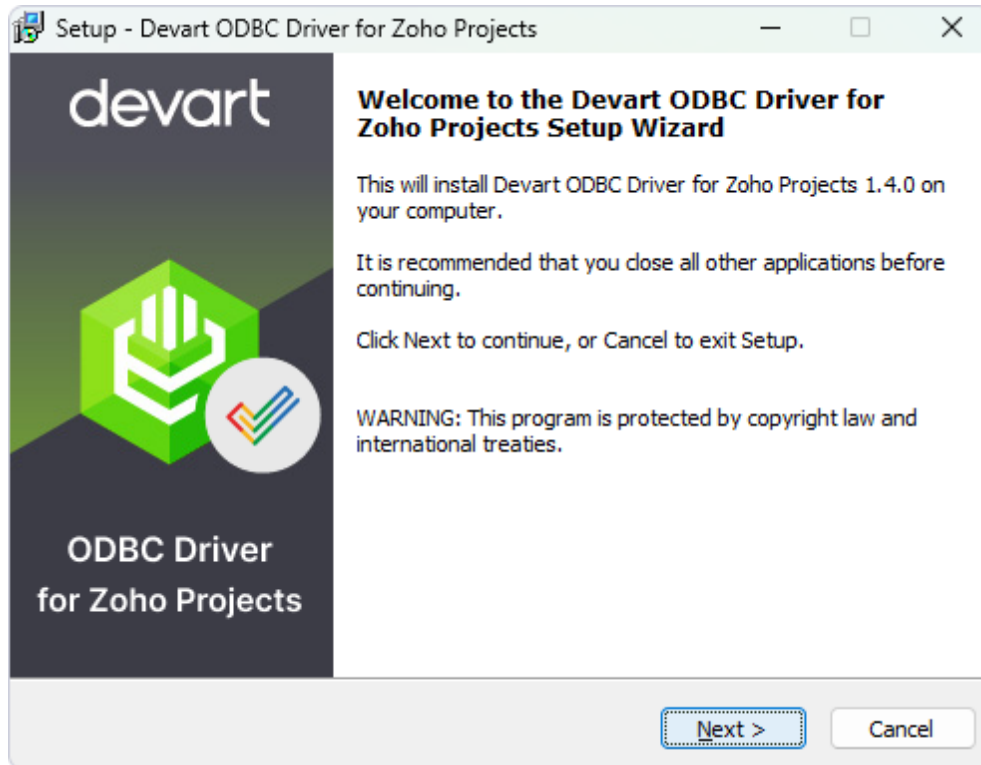 Setup - Devart ODBC Driver for Zoho Projects
devart
ODBC Driver
for Zoho Projects
Welcome to the Devart ODBC Driver for
Zoho Projects Setup Wizard
This will install Devart ODBC Driver for Zoho Projects 1.4.0 on
your computer.
It is recommended that you close all other applications before
continuing.
Click Next to continue, or Cancel to exit Setup.
WARNING: This program is protected by copyright law and
international treaties.
Next >
Cancel